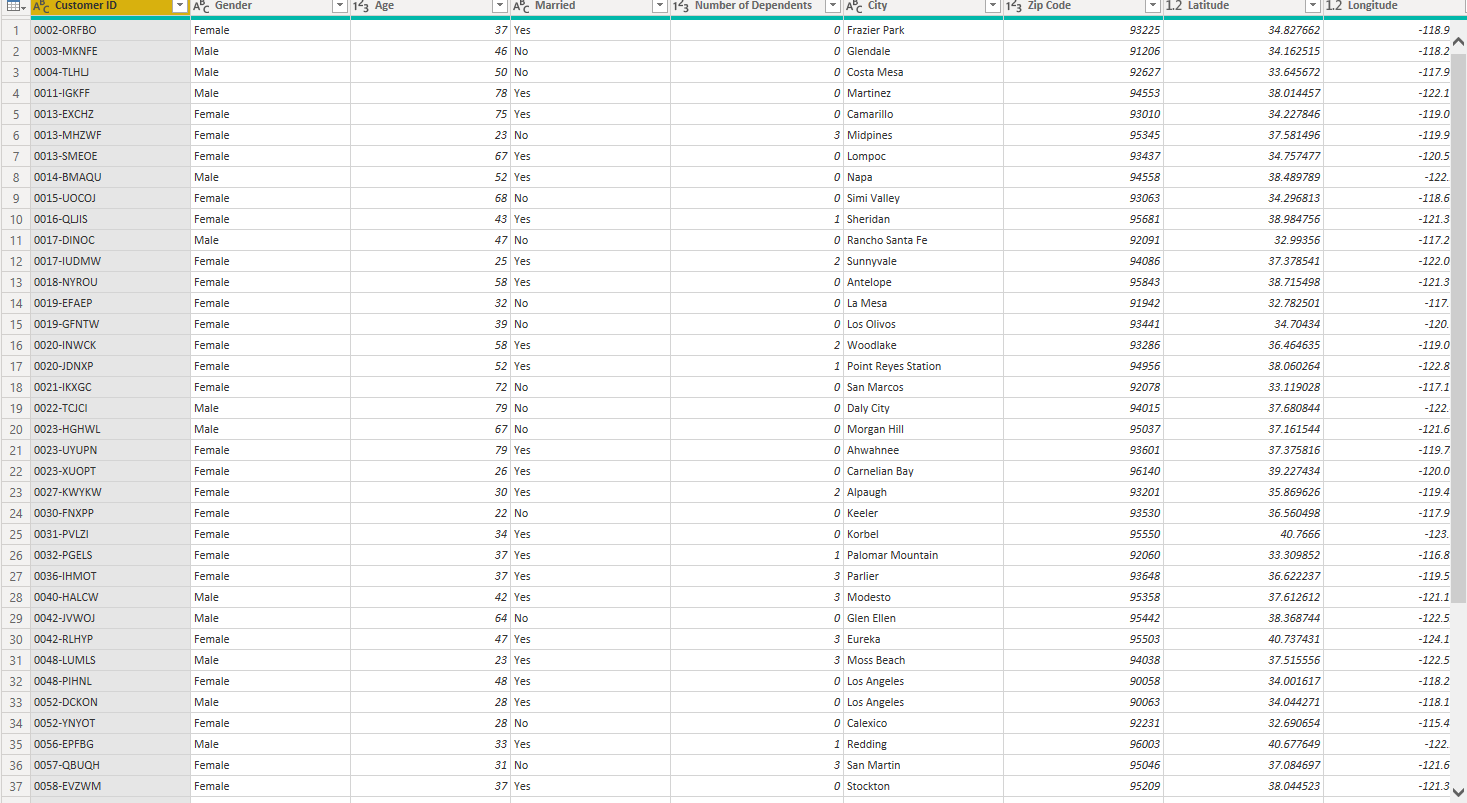 ABC Customer ID ABC Gender 123 Age ABC Married 123 Number of Dependents ABC City 123 Zip Code 1.2 Latitude 1.2 Longitude
1 0002-ORFBO Female 37 Yes 0 Frazier Park 93225 34.827662 -118.9
2 0003-MKNFE Male 46 No 0 Glendale 91206 34.162515 -118.2
3 0004-TLHLJ Male 50 No 0 Costa Mesa 92627 33.645672 -117.9
4 0011-IGKFF Male 78 Yes 0 Martinez 94553 38.014457 -122.1
5 0013-EXCHZ Female 75 Yes 0 Camarillo 93010 34.227846 -119.0
6 0013-MHZWF Female 23 No 3 Midpines 95345 37.581496 -119.9
7 0013-SMEOE Female 67 Yes 0 Lompoc 93437 34.757477 -120.5
8 0014-BMAQU Male 52 Yes 0 Napa 94558 38.489789 -122.
9 0015-UOCOJ Female 68 No 0 Simi Valley 93063 34.296813 -118.6
10 0016-QLJIS Female 43 Yes 1 Sheridan 95681 38.984756 -121.3
11 0017-DINOC Male 47 No 0 Rancho Santa Fe 92091 32.99356 -117.2
12 0017-IUDMW Female 25 Yes 2 Sunnyvale 94086 37.378541 -122.0
13 0018-NYROU Female 58 Yes 0 Antelope 95843 38.715498 -121.3
14 0019-EFAEP Female 32 No 0 La Mesa 91942 32.782501 -117.
15 0019-GFNTW Female 39 No 0 Los Olivos 93441 34.70434 -120.
16 0020-INWCK Female 58 Yes 2 Woodlake 93286 36.464635 -119.0
17 0020-JDNXP Female 52 Yes 1 Point Reyes Station 94956 38.060264 -122.8
18 0021-IKXGC Female 72 No 0 San Marcos 92078 33.119028 -117.1
19 0022-TCJCI Male 79 No 0 Daly City 94015 37.680844 -122.
20 0023-HGHWL Male 67 No 0 Morgan Hill 95037 37.161544 -121.6
21 0023-UYUPN Female 79 Yes 0 Ahwahnee 93601 37.375816 -119.7
22 0023-XUOPT Female 26 Yes 0 Carnelian Bay 96140 39.227434 -120.0
23 0027-KWYKW Female 30 Yes 2 Alpaugh 93201 35.869626 -119.4
24 0030-FNXPP Female 22 No 0 Keeler 93530 36.560498 -117.9
25 0031-PVLZI Female 34 Yes 0 Korbel 95550 40.7666 -123.
26 0032-PGELS Female 37 Yes 1 Palomar Mountain 92060 33.309852 -116.8
27 0036-IHMOT Female 37 Yes 3 Parlier 93648 36.622237 -119.5
28 0040-HALCW Male 42 Yes 3 Modesto 95358 37.612612 -121.1
29 0042-JVWOJ Male 64 No 0 Glen Ellen 95442 38.368744 -122.5
30 0042-RLHYP Female 47 Yes 3 Eureka 95503 40.737431 -124.1
31 0048-LUMLS Male 23 Yes 3 Moss Beach 94038 37.515556 -122.5
32 0048-PIHNL Female 48 Yes 0 Los Angeles 90058 34.001617 -118.2
33 0052-DCKON Male 28 Yes 0 Los Angeles 90063 34.044271 -118.1
34 0052-YNYOT Female 28 No 0 Calexico 92231 32.690654 -115.4
35 0056-EPFBG Male 33 Yes 1 Redding 96003 40.677649 -122.
36 0057-QBUQH Female 31 No 3 San Martin 95046 37.084697 -121.6
37 0058-EVZWM Female 37 Yes 0 Stockton 95209 38.044523 -121.3